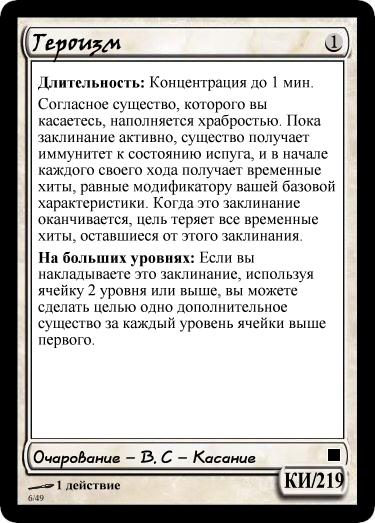 Героизм
1
Длительность: Концентрация до 1 мин.
Согласное существо, которого вы
касаетесь, наполняется храбростью. Пока
заклинание активно, существо получает
иммунитет к состоянию испуга, и в начале
каждого своего хода получает временные
хиты, равные модификатору вашей базовой
характеристики. Когда это заклинание
оканчивается, цель теряет все временные
хиты, оставшиеся от этого заклинания.
На больших уровнях: Если вы
накладываете это заклинание, используя
ячейку 2 уровня или выше, вы можете
сделать целью одно дополнительное
существо за каждый уровень ячейки выше
первого.
Очарование – В, С – Касание
1 действие
КИ/219
6/49